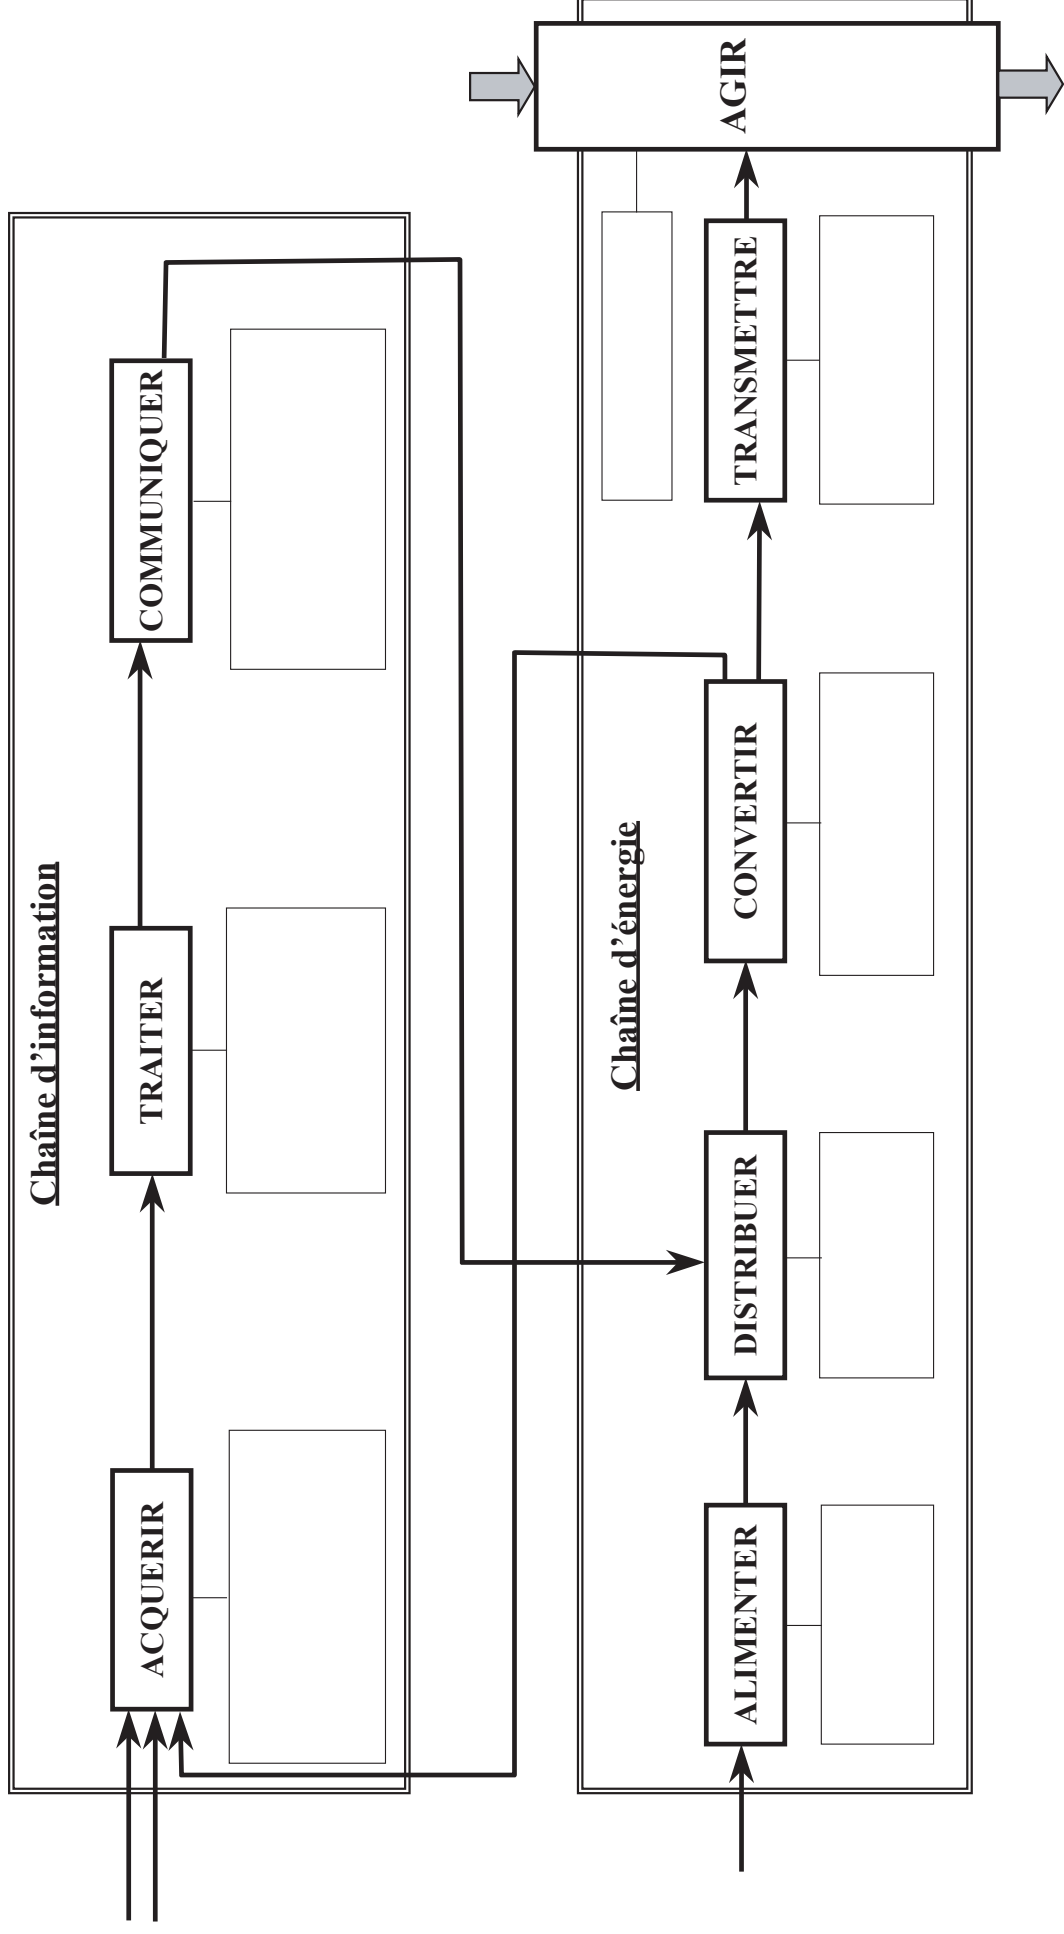 Chaîne d'information
ACQUERIR
TRAITER
COMMUNIQUER
Chaîne d'énergie
ALIMENTER
DISTRIBUER
CONVERTIR
TRANSMETTRE
AGIR